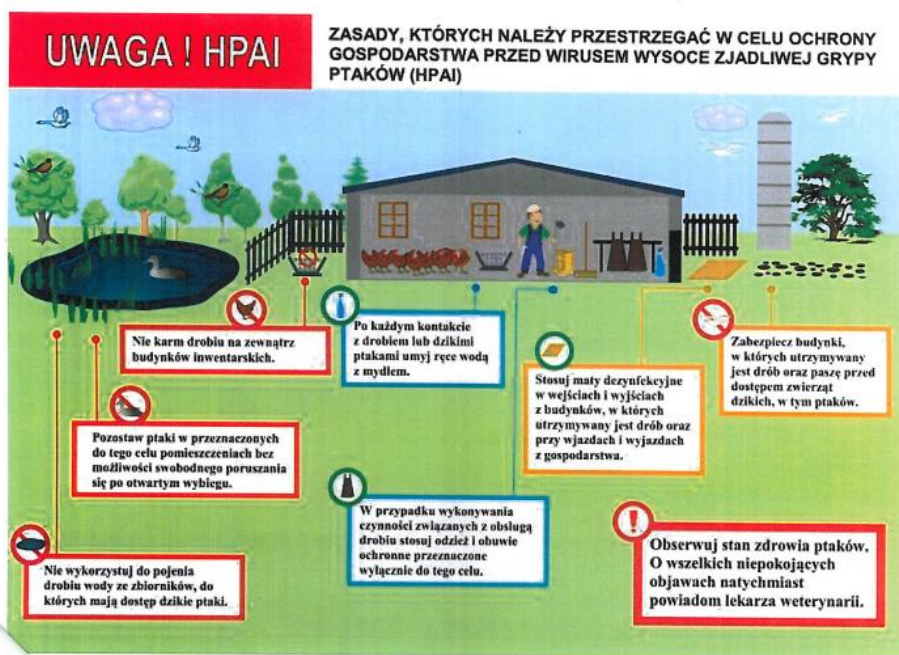 UWAGA ! HPAI
ZASADY, KTÓRYCH NALEŻY PRZESTRZEGAĆ W CELU OCHRONY
GOSPODARSTWA PRZED WIRUSEM WYSOCE ZJADLIWEJ GRYPY
PTAKÓW (HPAI)
Nie karm drobiu na zewnątrz
budynków inwentarskich.
Po każdym kontakcie
z drobiem lub dzikimi
ptakami umyj ręce wodą
z mydłem.
Stosuj maty dezynfekcyjne
w wejściach i wyjściach
z budynków, w których
utrzymywany jest drób oraz
przy wjazdach i wyjazdach
z gospodarstwa.
Zabezpiecz budynki,
w których utrzymywany
jest drób oraz paszę przed
dostępem zwierząt
dzikich, w tym ptaków.
Pozostaw ptaki w przeznaczonych
do tego celu pomieszczeniach bez
możliwości swobodnego poruszania
się po otwartym wybiegu.
W przypadku wykonywania
czynności związanych z obsługą
drobiu stosuj odzież i obuwie
ochronne przeznaczone
wyłącznie do tego celu.
Nie wykorzystuj do pojenia
drobiu wody ze zbiorników, do
których mają dostęp dzikie ptaki.
Obserwuj stan zdrowia ptaków.
O wszelkich niepokojących
objawach natychmiast
powiadom lekarza weterynarii.